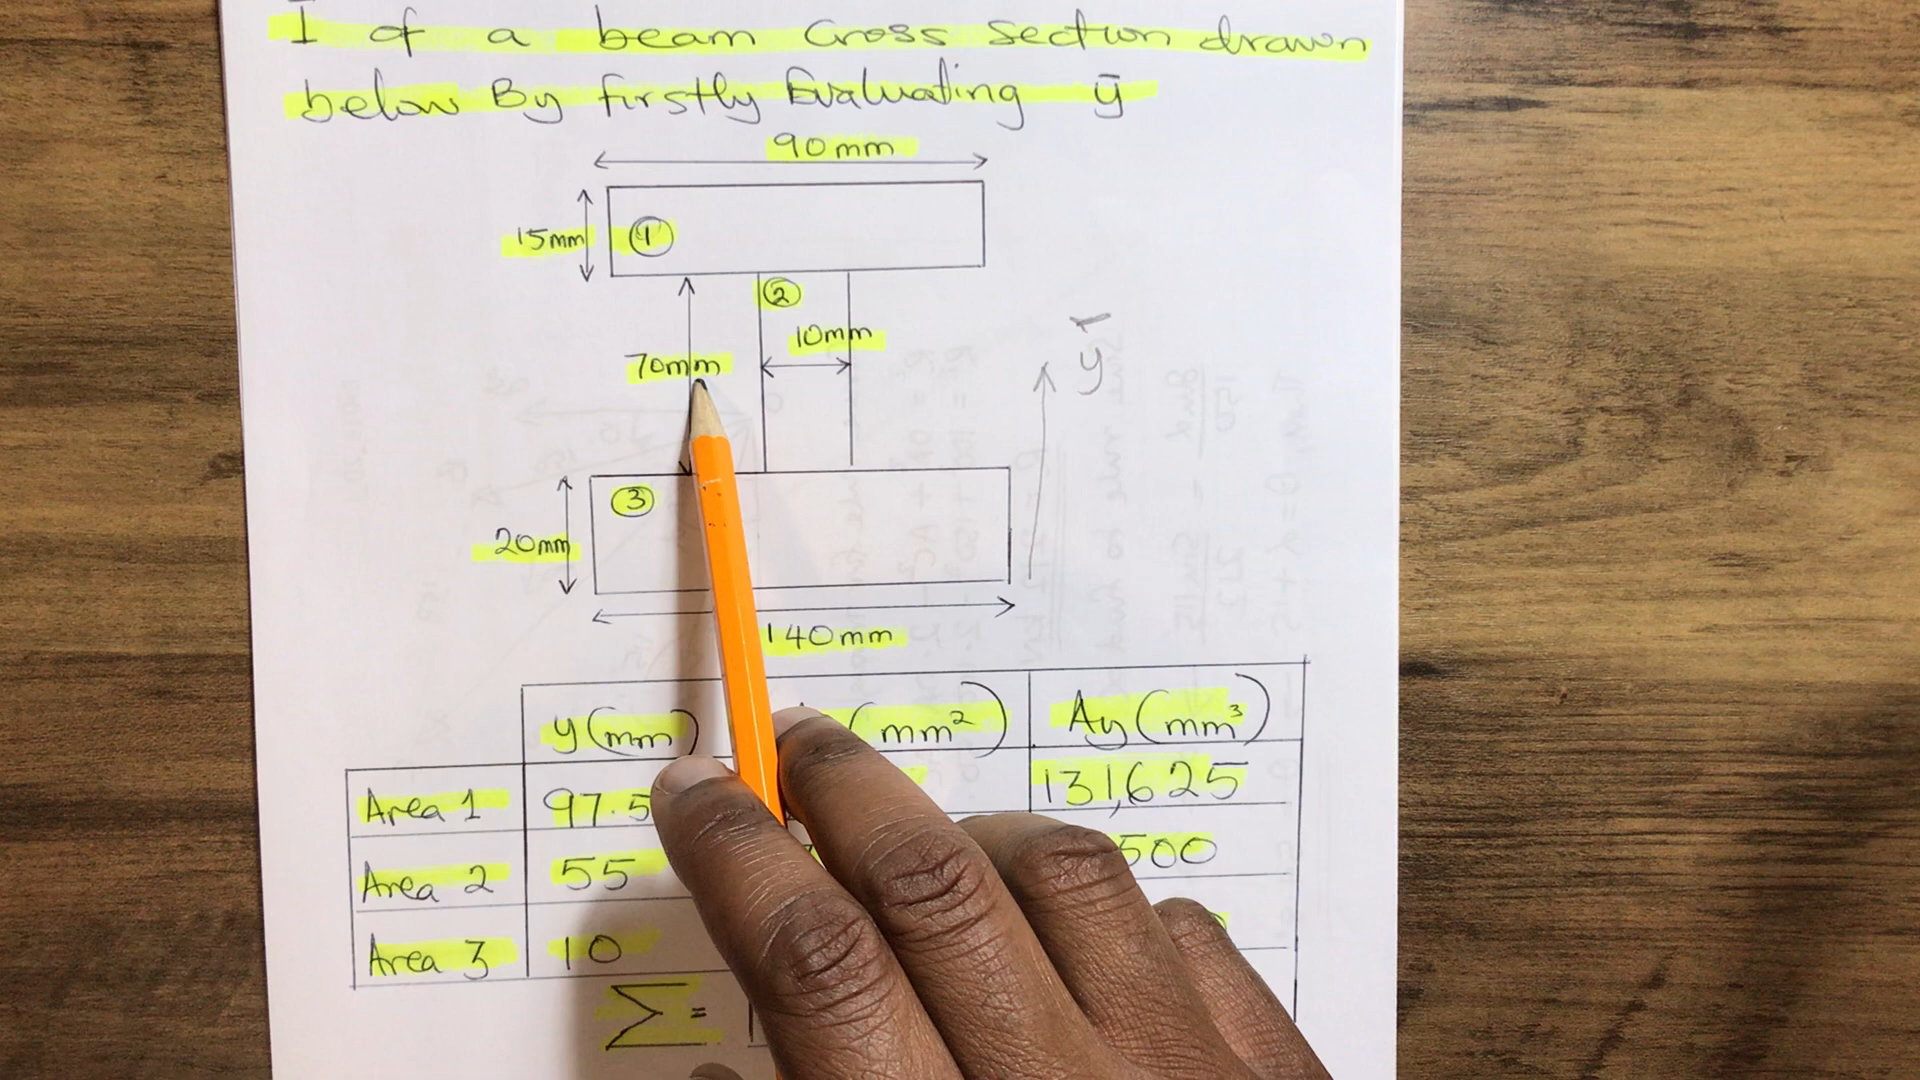 Ī of a beam Cross Section drawn
below By firstly Evaluating ȳ
90mm
15mm
1
2
10mm
70mm
y
3
20mm
140mm
y(mm) (mm²) Ay(mm³)
Area 1 97.5 131,625
Area 2 55 500
Area 3 10
Σ =